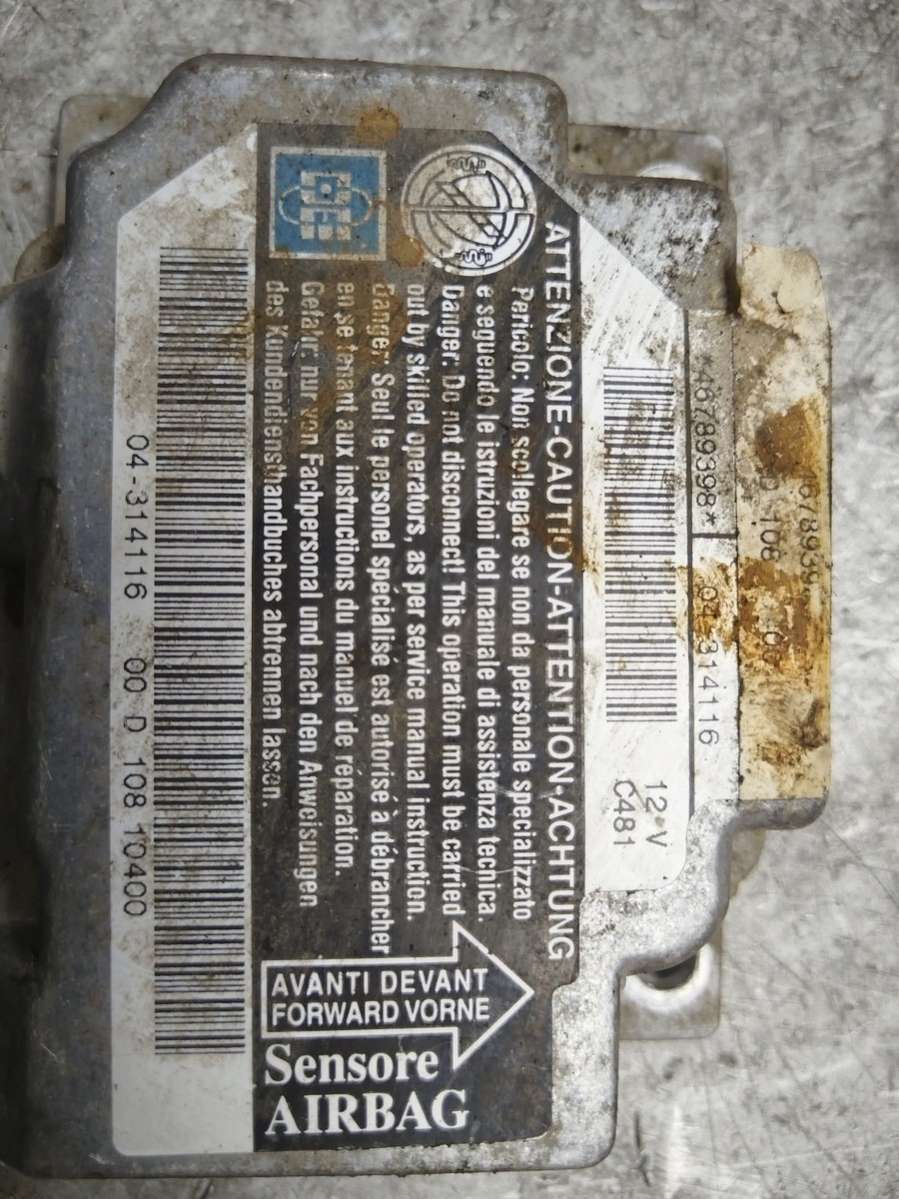 *46789398*
04-314116
12 V
C481
ATTENZIONE-CAUTION-ATTENTION-ACHTUNG
Pericolo: Non scollegare se non da personale specializzato
e seguendo le istruzioni del manuale di assistenza tecnica.
Danger: Do not disconnect! This operation must be carried
out by skilled operators, as per service manual instruction.
Danger: Seul le personel spécialisé est autorisé à débrancher
en se tenant aux instructions du manuel de réparation.
Gefahr: nur von Fachpersonal und nach den Anweisungen
des Kundendiensthandbuches abtrennen lassen.
04-314116 00 D 108 10400
AVANTI DEVANT
FORWARD VORNE
Sensore
AIRBAG